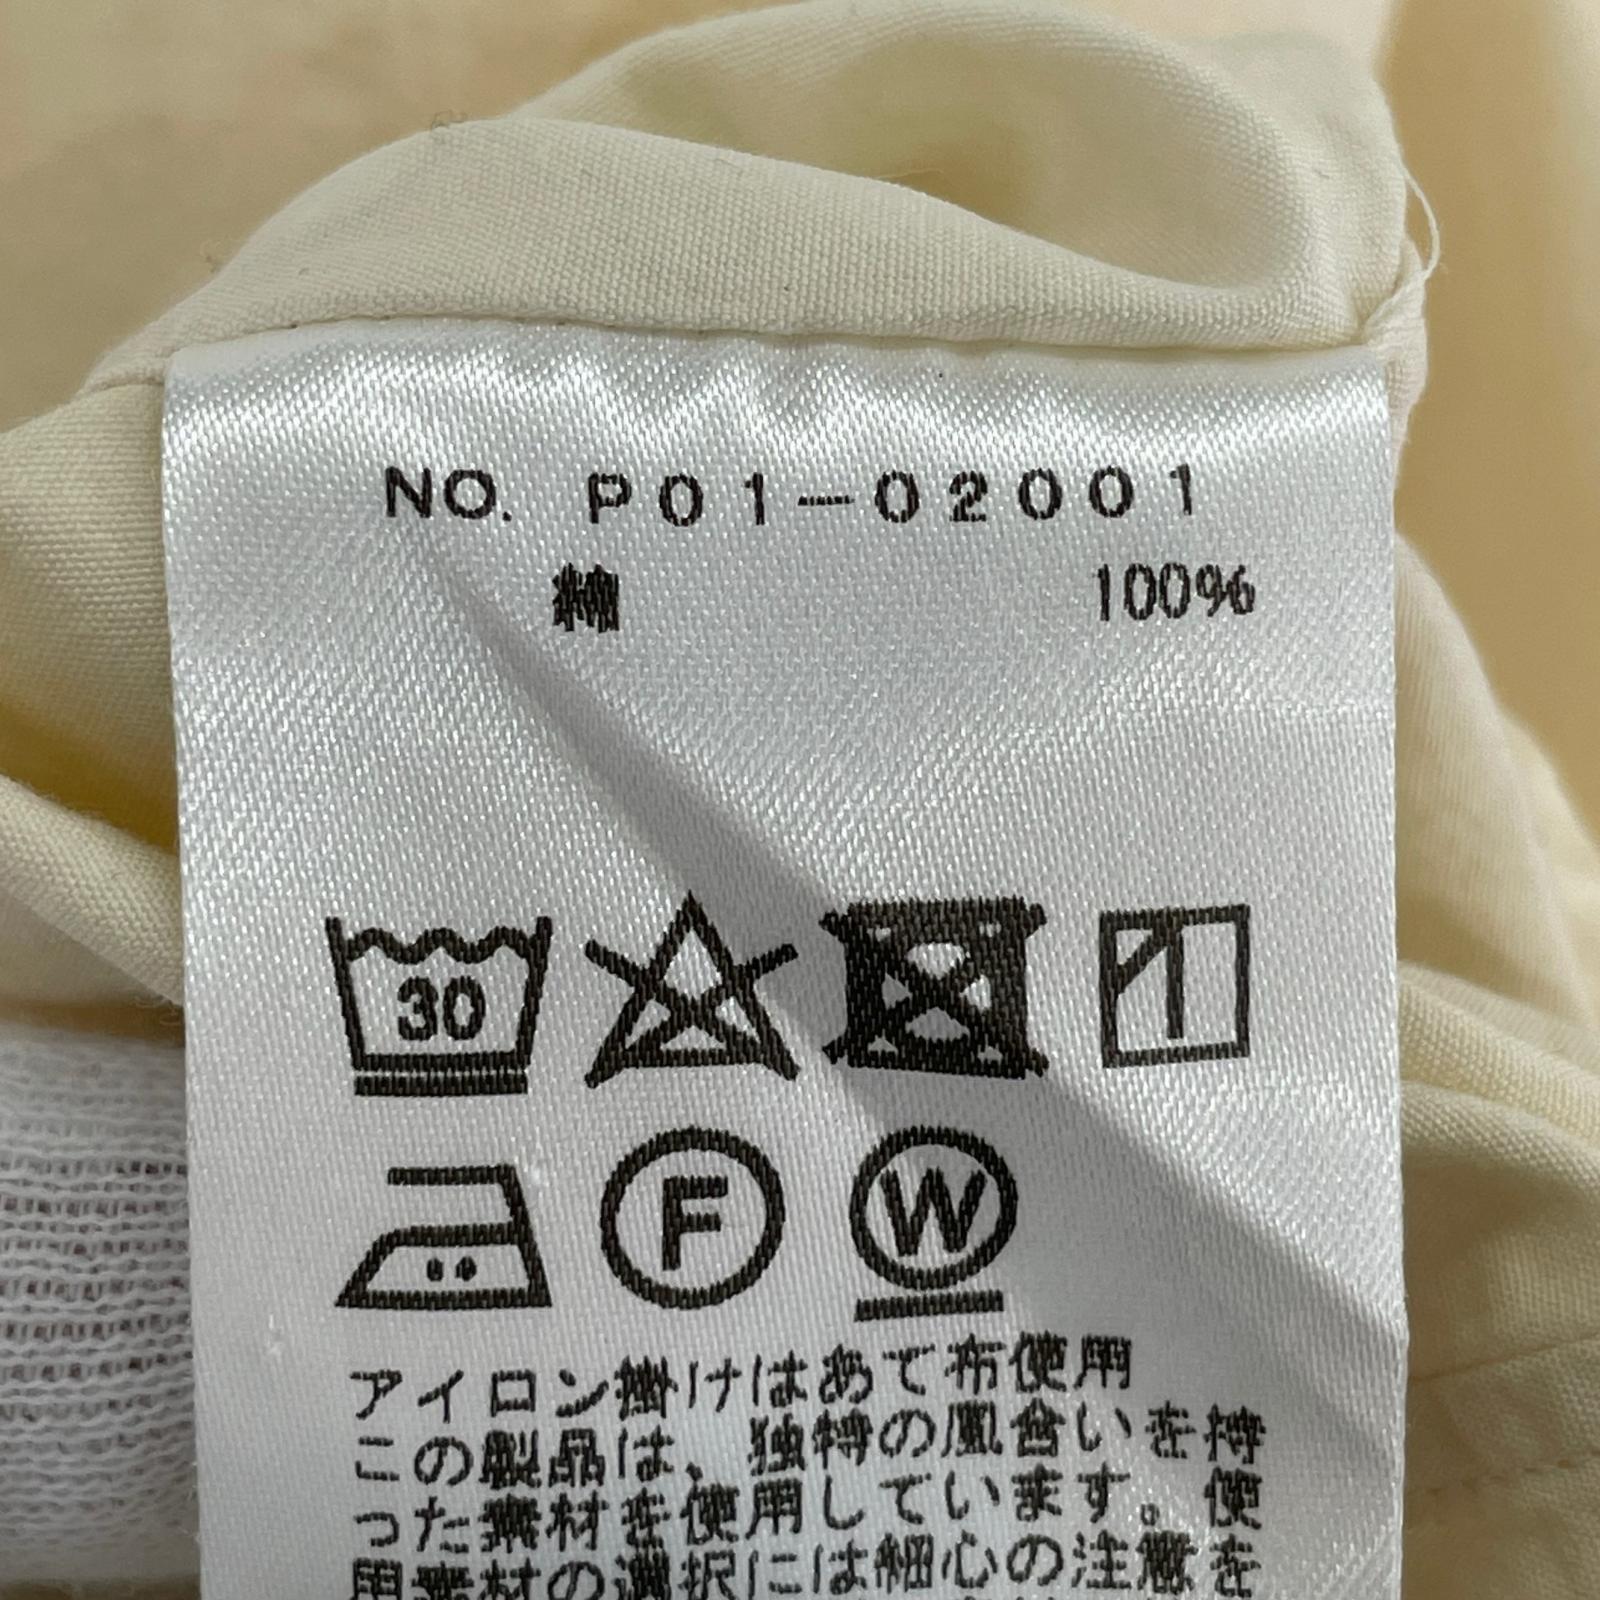 NO. P01-02001
綿 100%
30
F W
アイロン掛けはあて布使用
この製品は、独特の風合いを持
った素材を使用しています。使
用素材の選択には細心の注意を